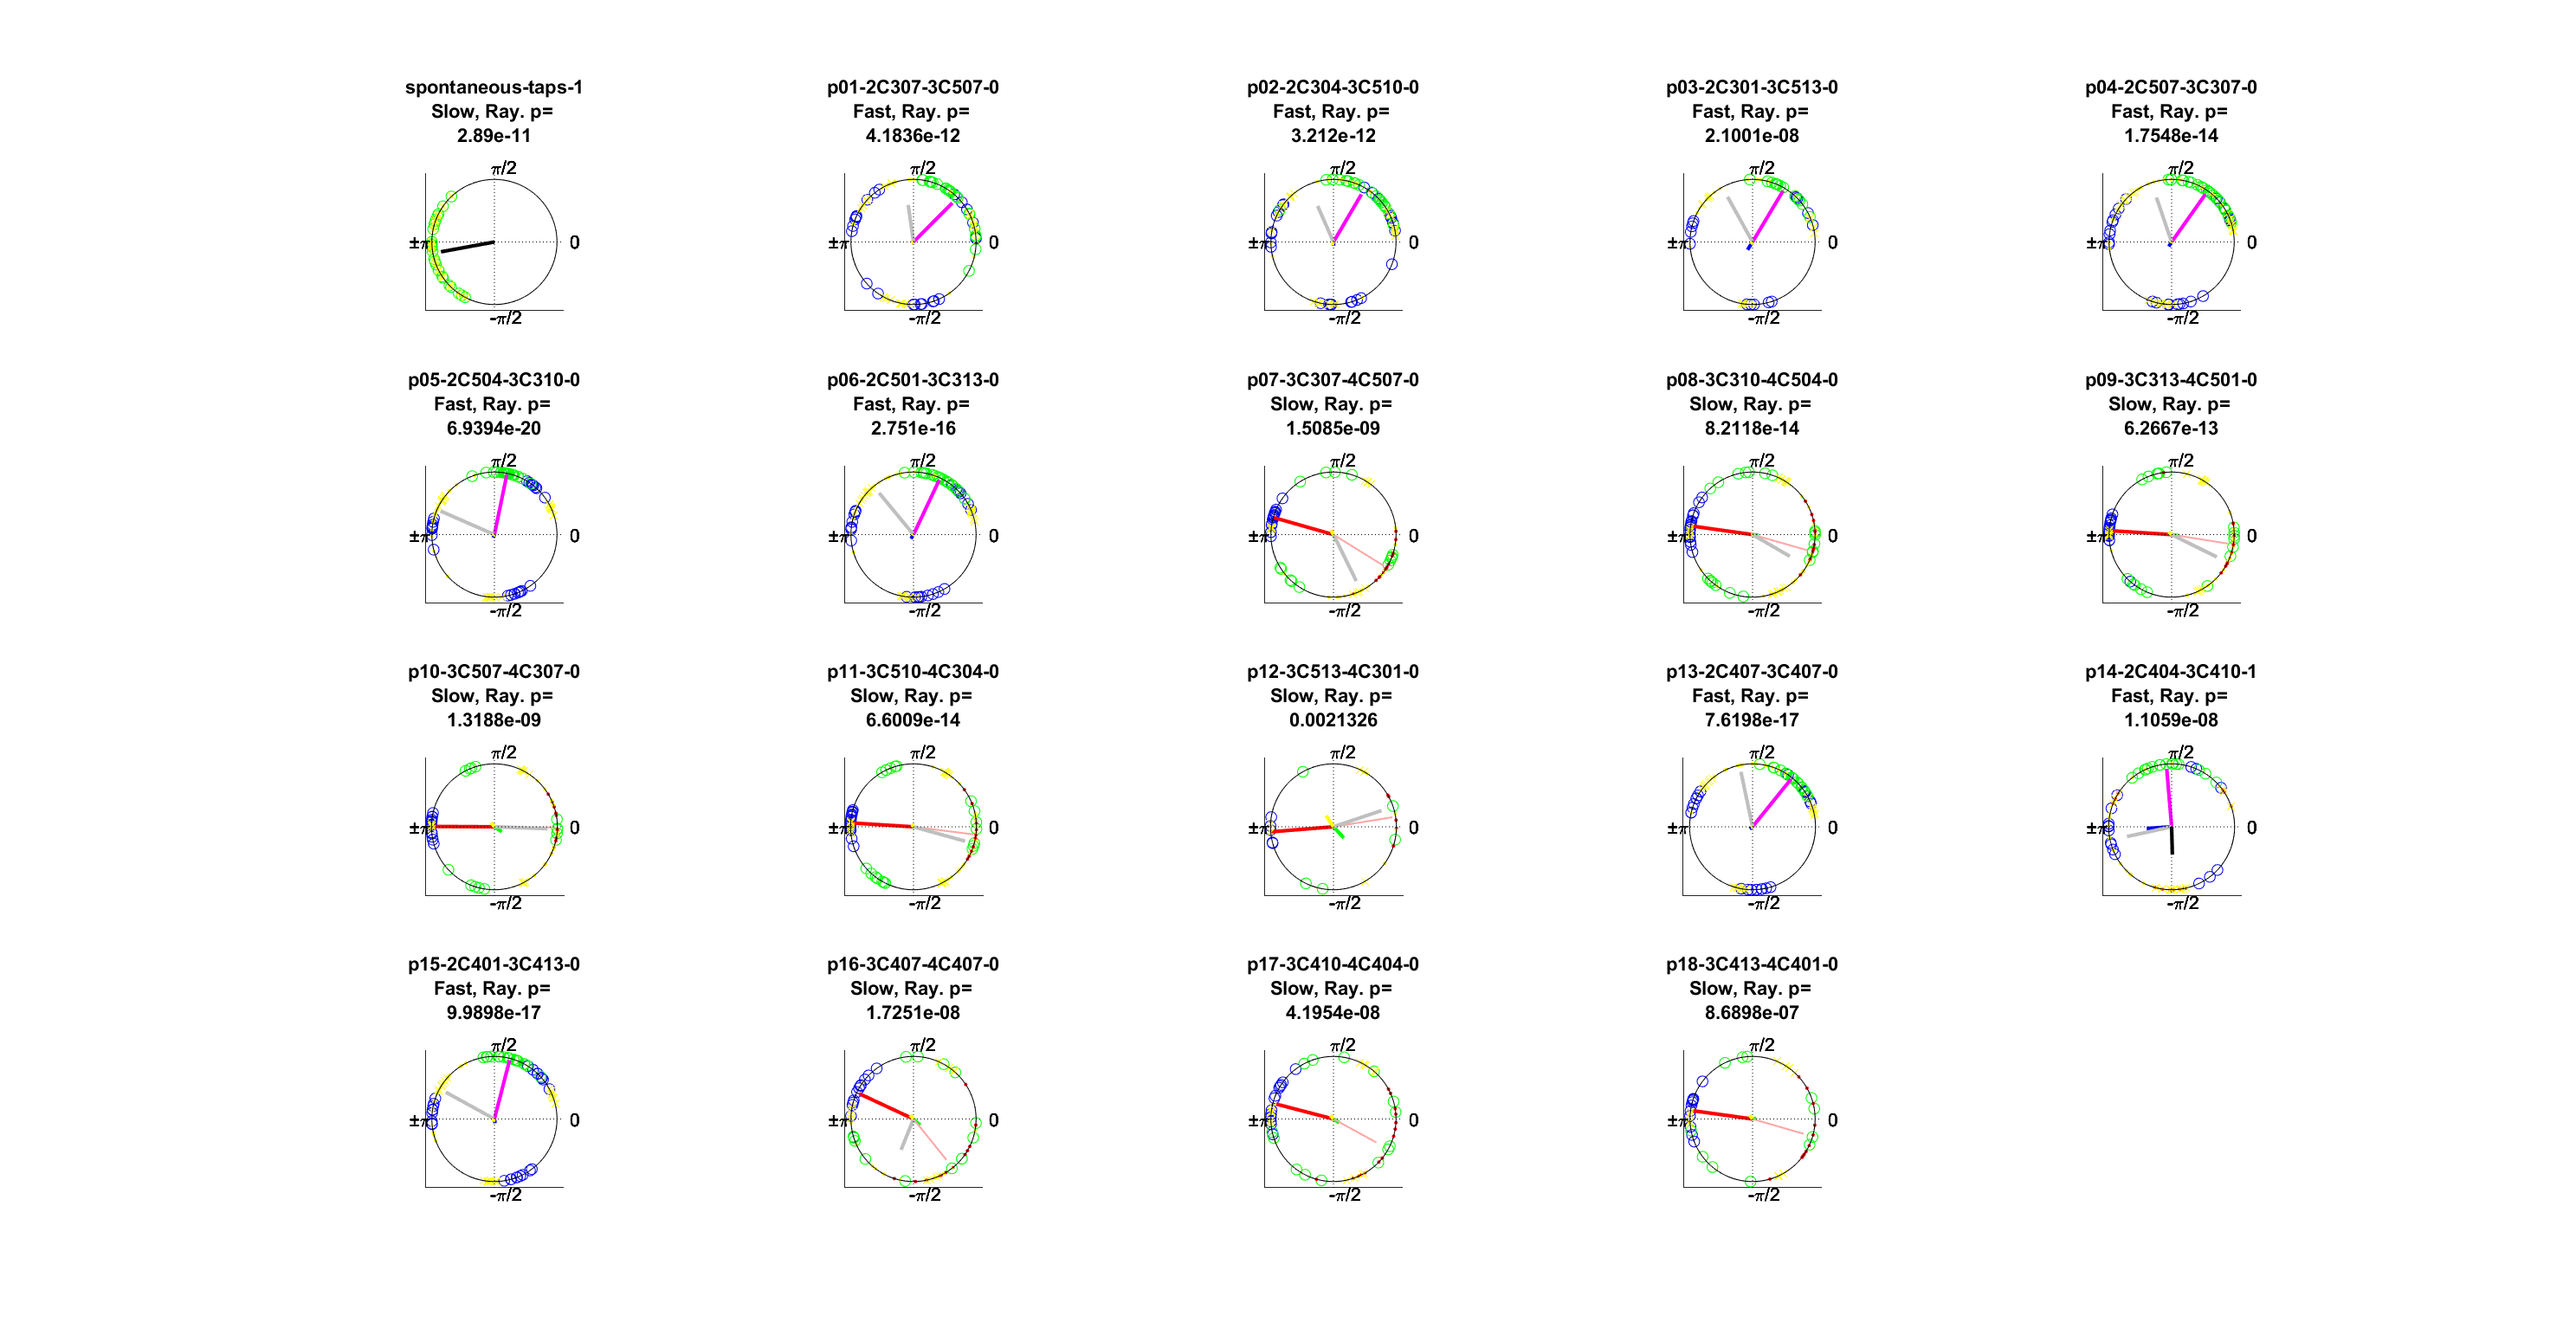 spontaneous-taps-1
Slow, Ray. p=
2.89e-11
π/2
±π
0
-π/2
p01-2C307-3C507-0
Fast, Ray. p=
4.1836e-12
π/2
±π
0
-π/2
p02-2C304-3C510-0
Fast, Ray. p=
3.212e-12
π/2
±π
0
-π/2
p03-2C301-3C513-0
Fast, Ray. p=
2.1001e-08
π/2
±π
0
-π/2
p04-2C507-3C307-0
Fast, Ray. p=
1.7548e-14
π/2
±π
0
-π/2
p05-2C504-3C310-0
Fast, Ray. p=
6.9394e-20
π/2
±π
0
-π/2
p06-2C501-3C313-0
Fast, Ray. p=
2.751e-16
π/2
±π
0
-π/2
p07-3C307-4C507-0
Slow, Ray. p=
1.5085e-09
π/2
±π
0
-π/2
p08-3C310-4C504-0
Slow, Ray. p=
8.2118e-14
π/2
±π
0
-π/2
p09-3C313-4C501-0
Slow, Ray. p=
6.2667e-13
π/2
±π
0
-π/2
p10-3C507-4C307-0
Slow, Ray. p=
1.3188e-09
π/2
±π
0
-π/2
p11-3C510-4C304-0
Slow, Ray. p=
6.6009e-14
π/2
±π
0
-π/2
p12-3C513-4C301-0
Slow, Ray. p=
0.0021326
π/2
±π
0
-π/2
p13-2C407-3C407-0
Fast, Ray. p=
7.6198e-17
π/2
±π
0
-π/2
p14-2C404-3C410-1
Fast, Ray. p=
1.1059e-08
π/2
±π
0
-π/2
p15-2C401-3C413-0
Fast, Ray. p=
9.9898e-17
π/2
±π
0
-π/2
p16-3C407-4C407-0
Slow, Ray. p=
1.7251e-08
π/2
±π
0
-π/2
p17-3C410-4C404-0
Slow, Ray. p=
4.1954e-08
π/2
±π
0
-π/2
p18-3C413-4C401-0
Slow, Ray. p=
8.6898e-07
π/2
±π
0
-π/2